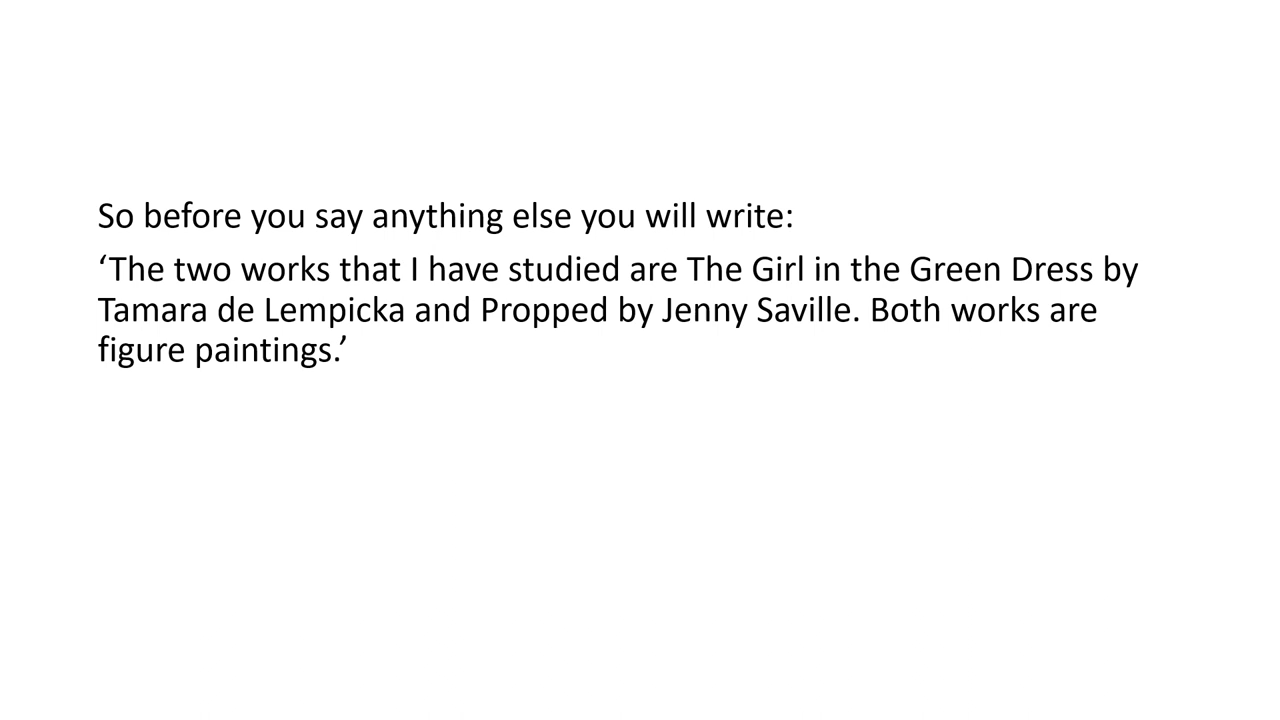 So before you say anything else you will write:
‘The two works that I have studied are The Girl in the Green Dress by
Tamara de Lempicka and Propped by Jenny Saville. Both works are
figure paintings.’